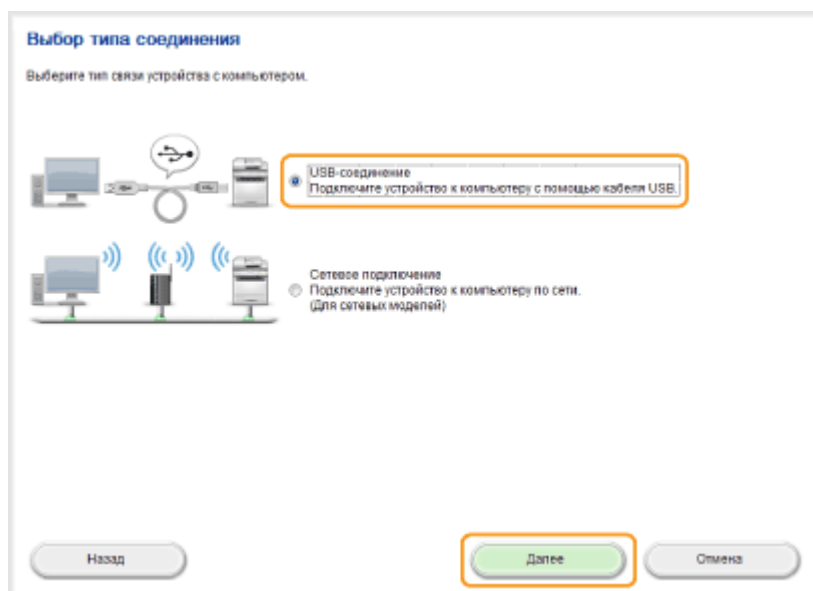 Выбор типа соединения
Выберите тип связи устройства с компьютером.
USB-соединение
Подключите устройство к компьютеру с помощью кабеля USB.
Сетевое подключение
Подключите устройство к компьютеру по сети.
(Для сетевых моделей)
Назад
Далее
Отмена